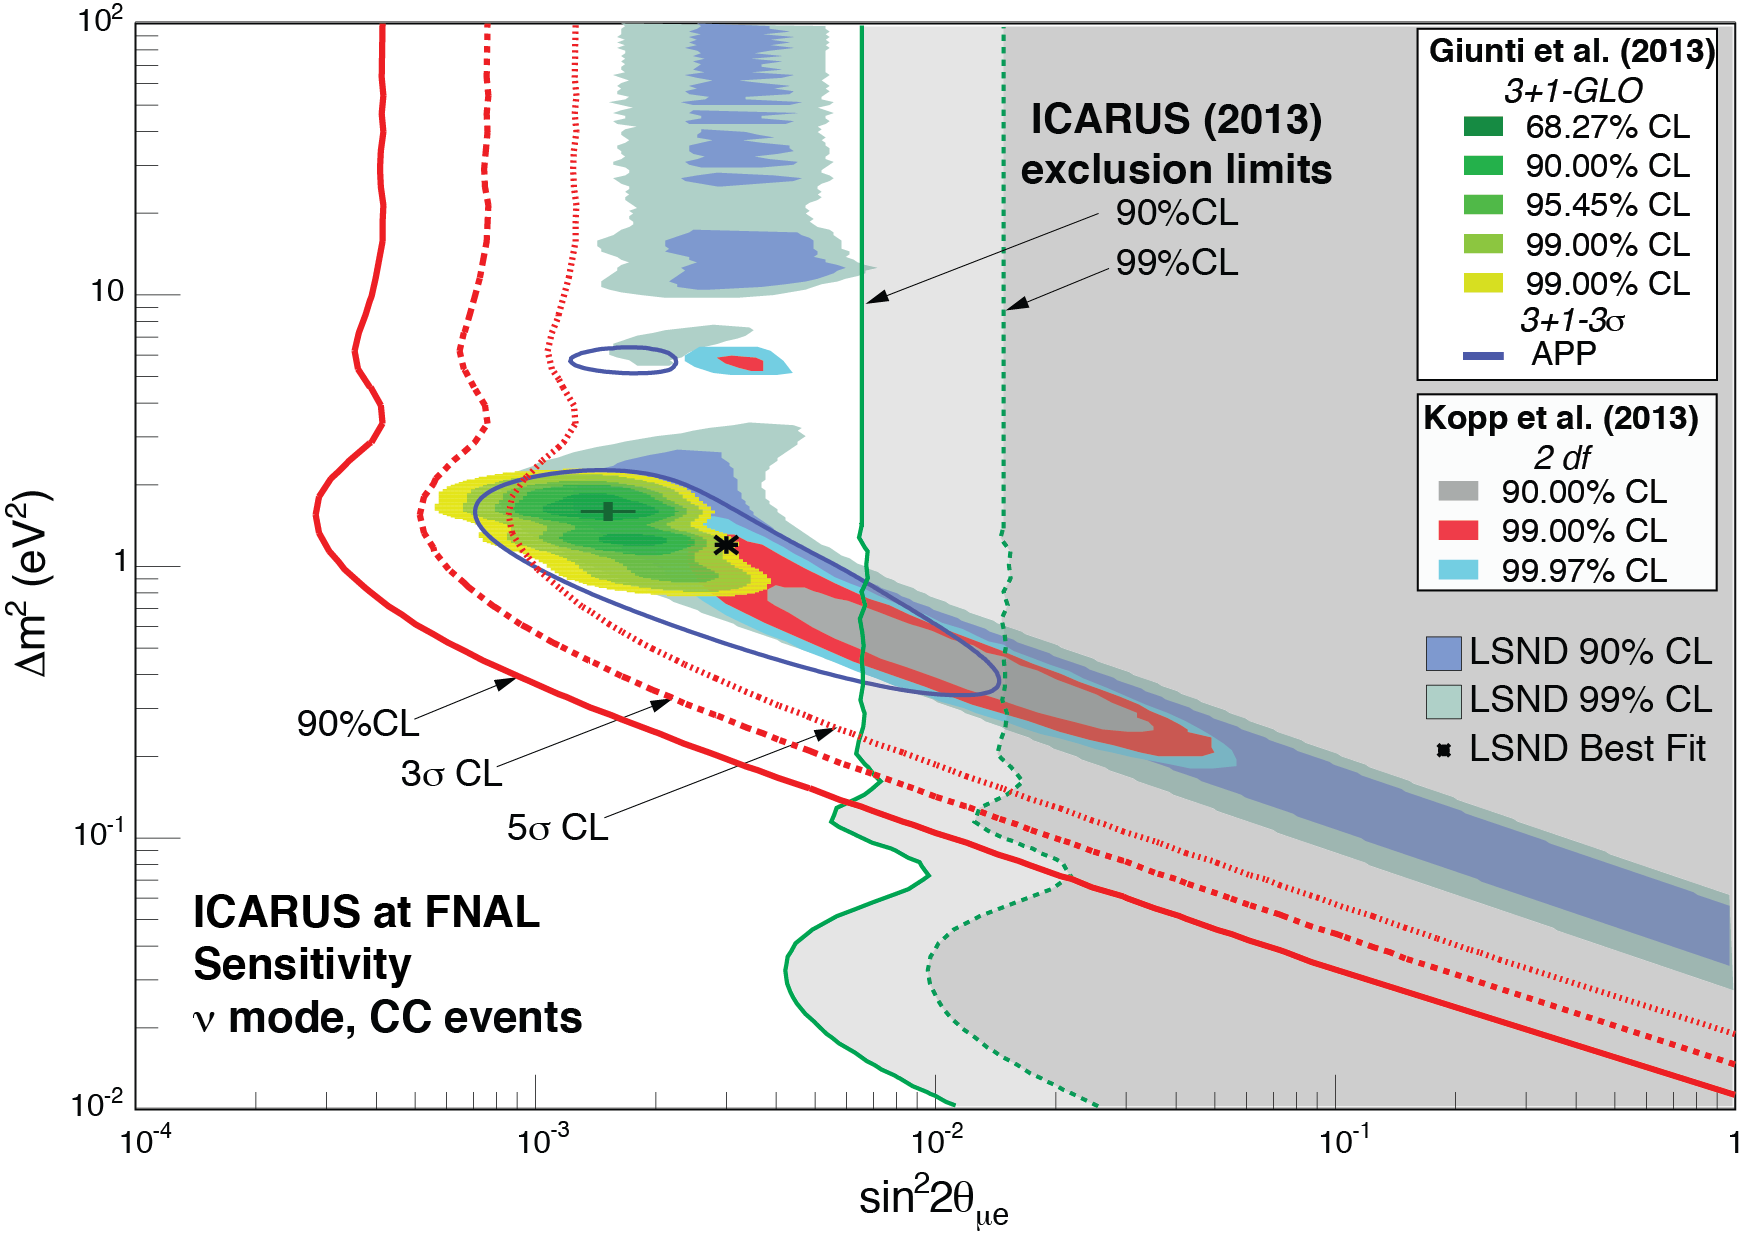 10²
10
1
10⁻¹
10⁻²
Δm² (eV²)
10⁻⁴
10⁻³
10⁻²
10⁻¹
1
sin²2θμe
ICARUS (2013)
exclusion limits
90%CL
99%CL
90%CL
3σ CL
5σ CL
ICARUS at FNAL
Sensitivity
ν mode, CC events
Giunti et al. (2013)
3+1-GLO
68.27% CL
90.00% CL
95.45% CL
99.00% CL
99.00% CL
3+1-3σ
APP
Kopp et al. (2013)
2 df
90.00% CL
99.00% CL
99.97% CL
LSND 90% CL
LSND 99% CL
LSND Best Fit